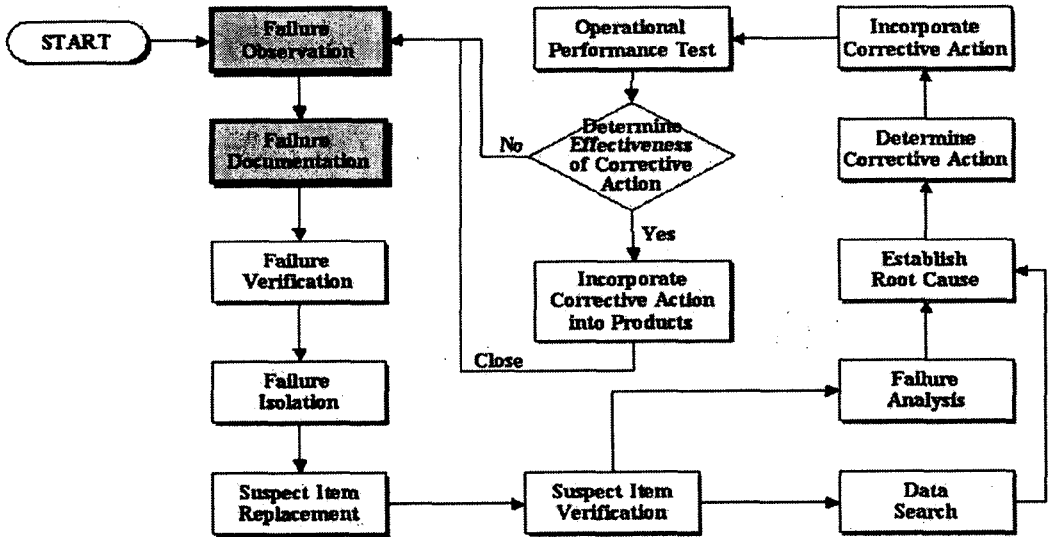 START
Failure
Observation
Failure
Documentation
Failure
Verification
Failure
Isolation
Suspect Item
Replacement
Suspect Item
Verification
Data
Search
Failure
Analysis
Establish
Root Cause
Determine
Corrective Action
Incorporate
Corrective Action
Operational
Performance Test
Determine
Effectiveness
of Corrective
Action
No
Yes
Incorporate
Corrective Action
into Products
Close